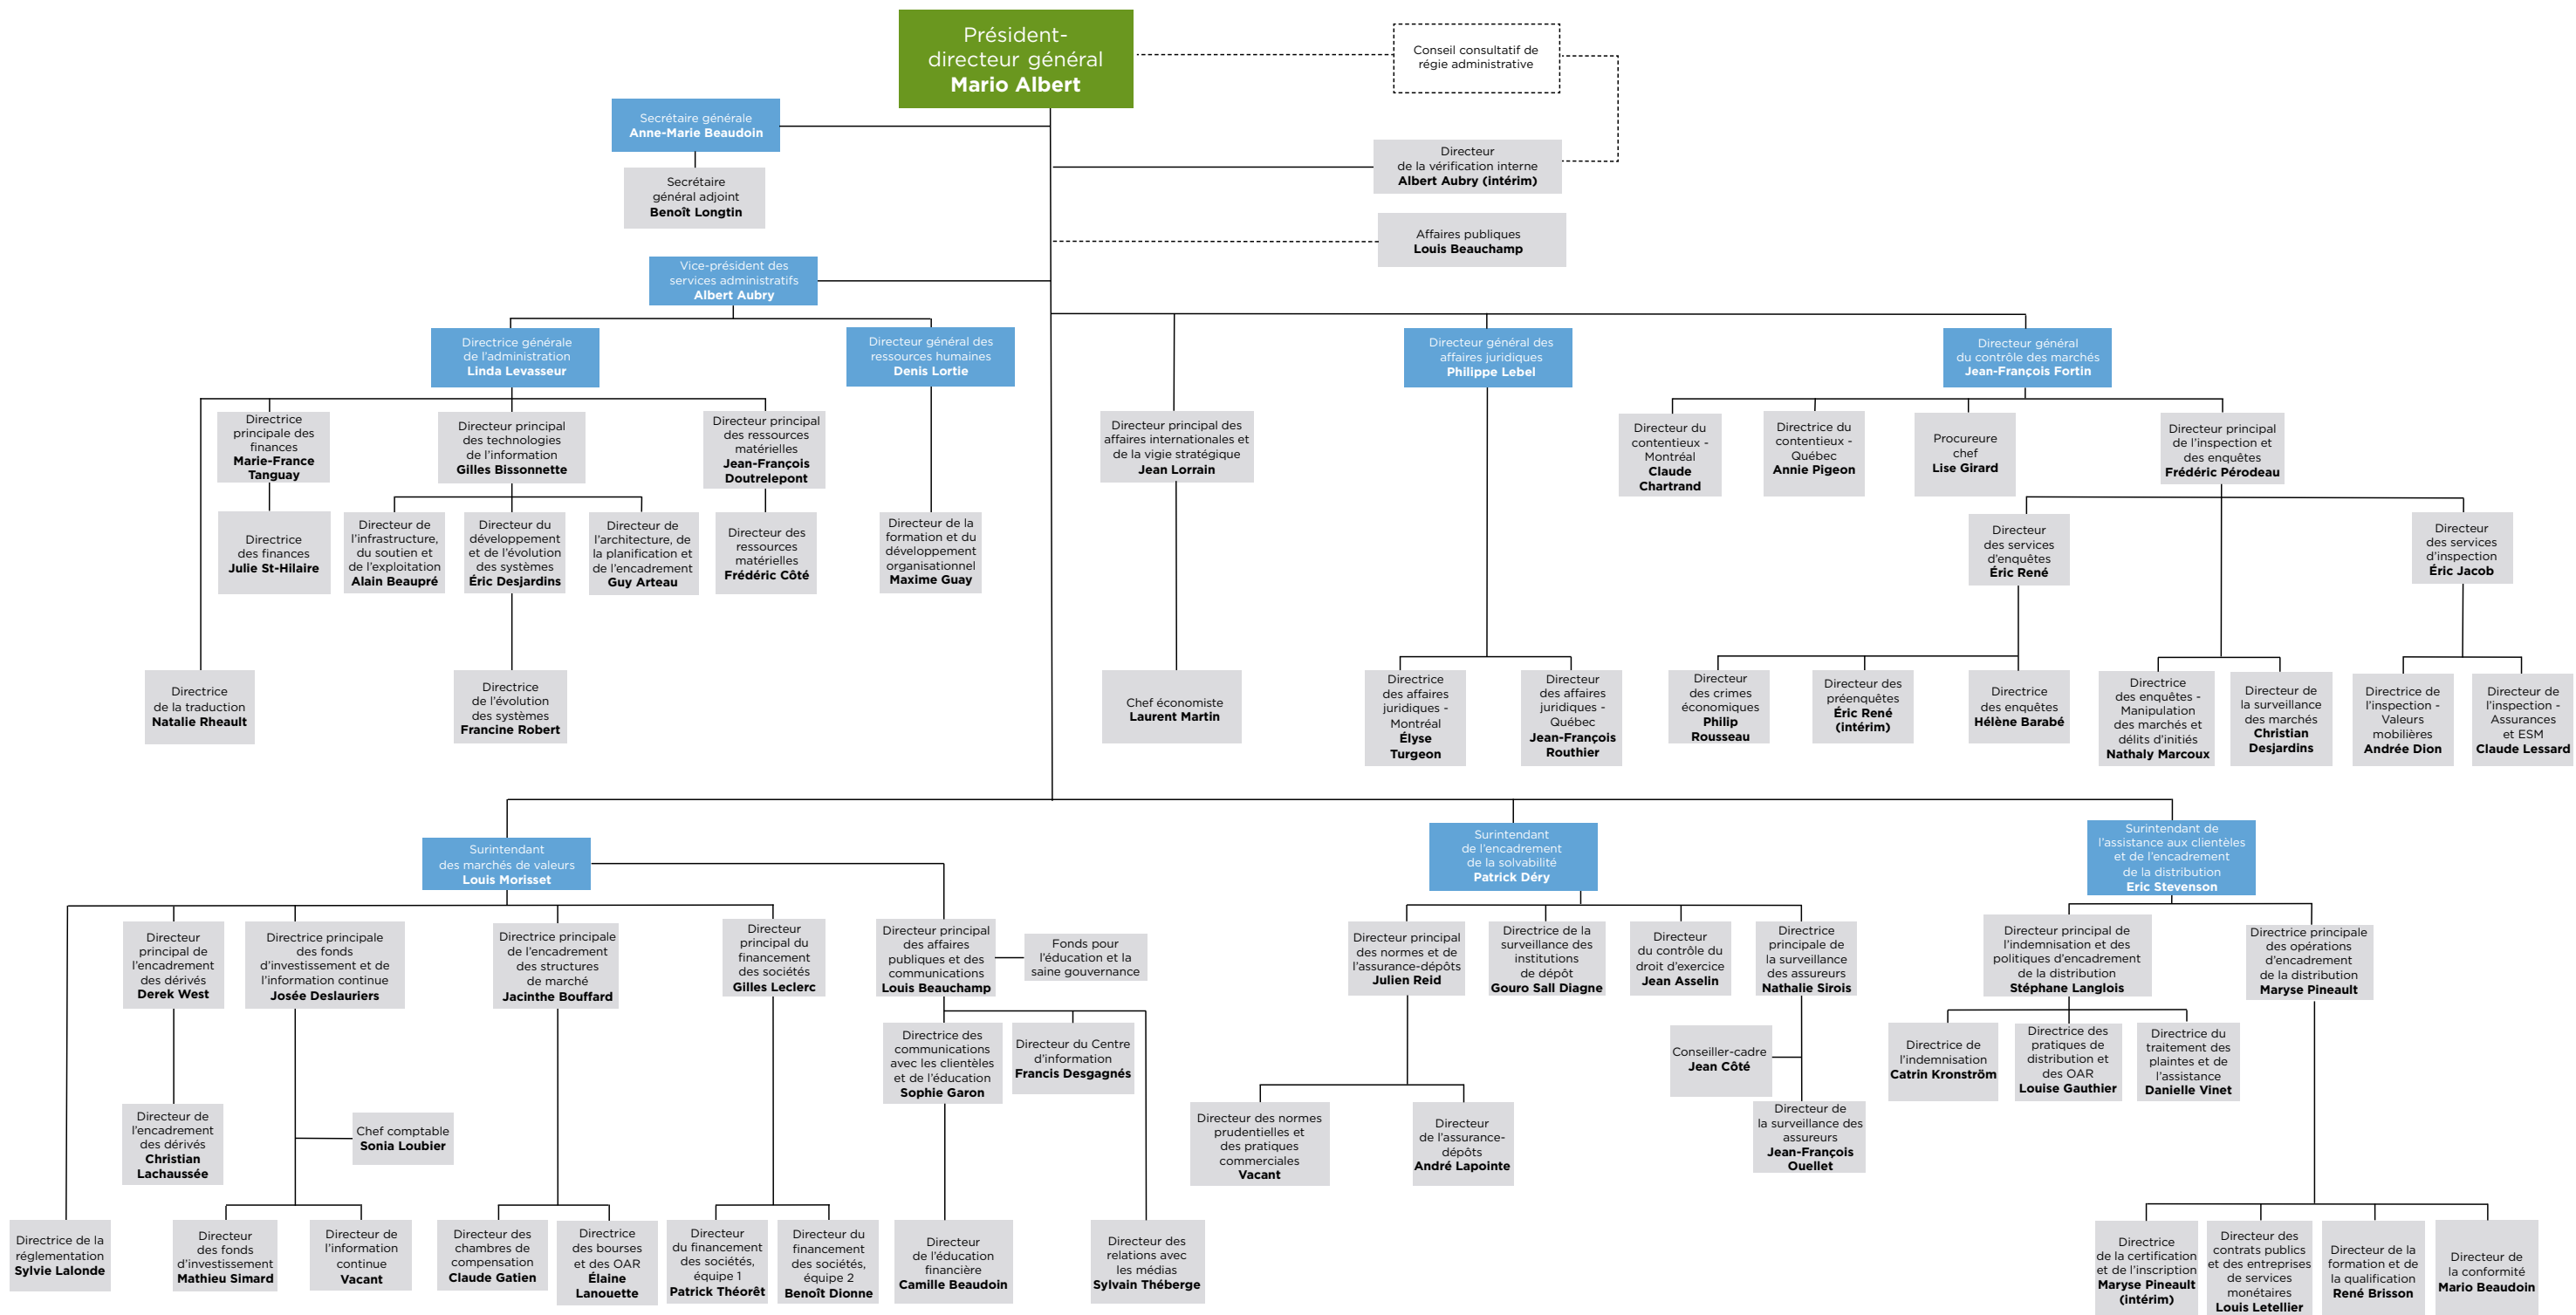 Président-
directeur général
Mario Albert
Conseil consultatif de
régie administrative
Secrétaire générale
Anne-Marie Beaudoin
Directeur
de la vérification interne
Albert Aubry (intérim)
Secrétaire
général adjoint
Benoît Longtin
Affaires publiques
Louis Beauchamp
Vice-président des
services administratifs
Albert Aubry
Directrice générale
de l'administration
Linda Levasseur
Directeur général des
ressources humaines
Denis Lortie
Directeur général des
affaires juridiques
Philippe Lebel
Directeur général
du contrôle des marchés
Jean-François Fortin
Directrice
principale des
finances
Marie-France
Tanguay
Directeur principal
des technologies
de l'information
Gilles Bissonnette
Directeur principal
des ressources
matérielles
Jean-François
Doutrelepont
Directeur principal des
affaires internationales et
de la vigie stratégique
Jean Lorrain
Directeur du
contentieux -
Montréal
Claude
Chartrand
Directrice du
contentieux -
Québec
Annie Pigeon
Procureure
chef
Lise Girard
Directeur principal
de l'inspection et
des enquêtes
Frédéric Pérodeau
Directrice
des finances
Julie St-Hilaire
Directeur de
l'infrastructure,
du soutien et
de l'exploitation
Alain Beaupré
Directeur du
développement
et de l'évolution
des systèmes
Éric Desjardins
Directeur de
l'architecture, de
la planification et
de l'encadrement
Guy Arteau
Directeur des
ressources
matérielles
Frédéric Côté
Directeur de la
formation et du
développement
organisationnel
Maxime Guay
Directeur
des services
d'enquêtes
Éric René
Directeur
des services
d'inspection
Éric Jacob
Directrice
de la traduction
Natalie Rheault
Directrice
de l'évolution
des systèmes
Francine Robert
Chef économiste
Laurent Martin
Directrice
des affaires
juridiques -
Montréal
Élyse
Turgeon
Directeur
des affaires
juridiques -
Québec
Jean-François
Routhier
Directeur
des crimes
économiques
Philip
Rousseau
Directeur des
préenquêtes
Éric René
(intérim)
Directrice
des enquêtes
Hélène Barabé
Directrice
des enquêtes -
Manipulation
des marchés et
délits d'initiés
Nathaly Marcoux
Directeur de
la surveillance
des marchés
Christian
Desjardins
Directrice de
l'inspection -
Valeurs
mobilières
Andrée Dion
Directeur de
l'inspection -
Assurances
et ESM
Claude Lessard
Surintendant
des marchés de valeurs
Louis Morisset
Surintendant
de l'encadrement
de la solvabilité
Patrick Déry
Surintendant de
l'assistance aux clientèles
et de l'encadrement
de la distribution
Eric Stevenson
Directeur
principal de
l'encadrement
des dérivés
Derek West
Directrice principale
des fonds
d'investissement et de
l'information continue
Josée Deslauriers
Directrice principale
de l'encadrement
des structures
de marché
Jacinthe Bouffard
Directeur
principal du
financement
des sociétés
Gilles Leclerc
Directeur principal
des affaires
publiques et des
communications
Louis Beauchamp
Fonds pour
l'éducation et la
saine gouvernance
Directeur principal
des normes et de
l'assurance-dépôts
Julien Reid
Directrice de la
surveillance des
institutions
de dépôt
Gouro Sall Diagne
Directeur
du contrôle du
droit d'exercice
Jean Asselin
Directrice
principale de
la surveillance
des assureurs
Nathalie Sirois
Directeur principal de
l'indemnisation et des
politiques d'encadrement
de la distribution
Stéphane Langlois
Directrice principale
des opérations
d'encadrement
de la distribution
Maryse Pineault
Directrice des
communications
avec les clientèles
et de l'éducation
Sophie Garon
Directeur du Centre
d'information
Francis Desgagnés
Conseiller-cadre
Jean Côté
Directrice de
l'indemnisation
Catrin Kronström
Directrice des
pratiques de
distribution et
des OAR
Louise Gauthier
Directrice du
traitement des
plaintes et de
l'assistance
Danielle Vinet
Directeur de
l'encadrement
des dérivés
Christian
Lachaussée
Chef comptable
Sonia Loubier
Directeur des normes
prudentielles et
des pratiques
commerciales
Vacant
Directeur
de l'assurance-
dépôts
André Lapointe
Directeur de
la surveillance des
assureurs
Jean-François
Ouellet
Directrice de la
réglementation
Sylvie Lalonde
Directeur
des fonds
d'investissement
Mathieu Simard
Directeur de
l'information
continue
Vacant
Directeur des
chambres de
compensation
Claude Gatien
Directrice
des bourses
et des OAR
Élaine
Lanouette
Directeur
du financement
des sociétés,
équipe 1
Patrick Théorêt
Directeur du
financement
des sociétés,
équipe 2
Benoît Dionne
Directeur
de l'éducation
financière
Camille Beaudoin
Directeur des
relations avec
les médias
Sylvain Théberge
Directrice
de la certification
et de l'inscription
Maryse Pineault
(intérim)
Directeur des
contrats publics
et des entreprises
de services
monétaires
Louis Letellier
Directeur de la
formation et de
la qualification
René Brisson
Directeur de
la conformité
Mario Beaudoin